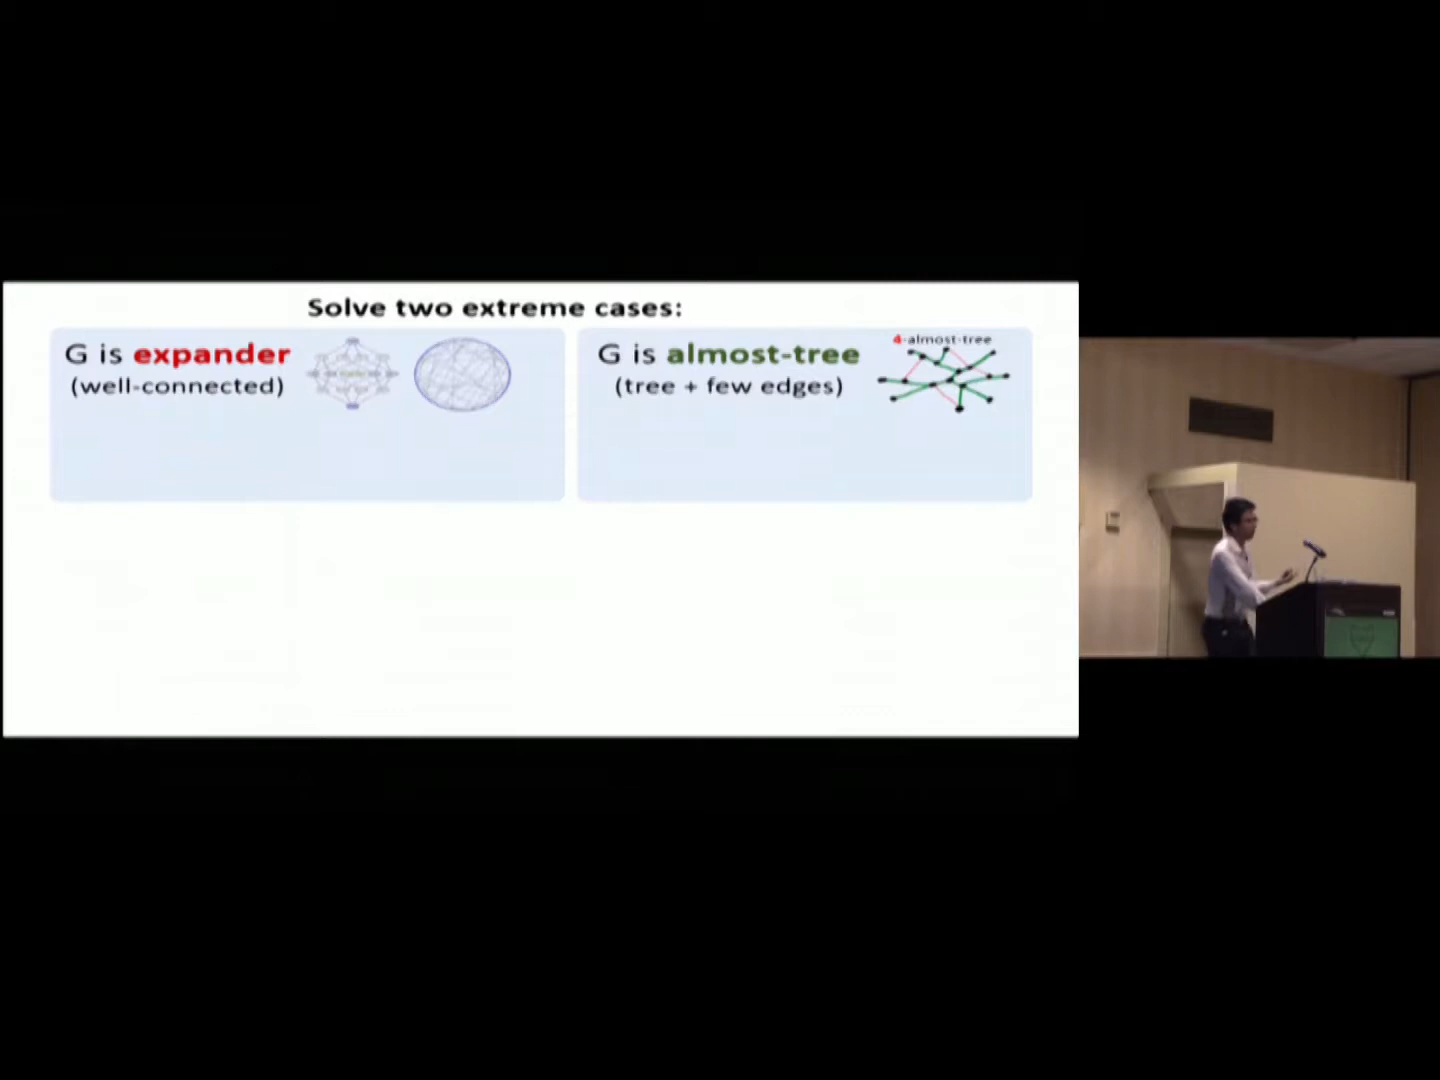 Solve two extreme cases:
G is expander
(well-connected)
G is almost-tree
(tree + few edges)
4-almost-tree